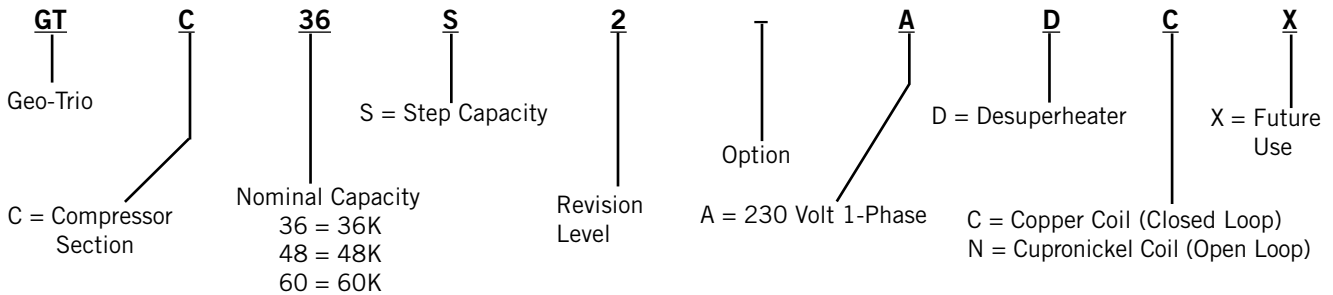 GT C 36 S 2 – A D C X
Geo-Trio
C = Compressor
Section
Nominal Capacity
36 = 36K
48 = 48K
60 = 60K
S = Step Capacity
Revision
Level
Option
A = 230 Volt 1-Phase
D = Desuperheater
C = Copper Coil (Closed Loop)
N = Cupronickel Coil (Open Loop)
X = Future
Use